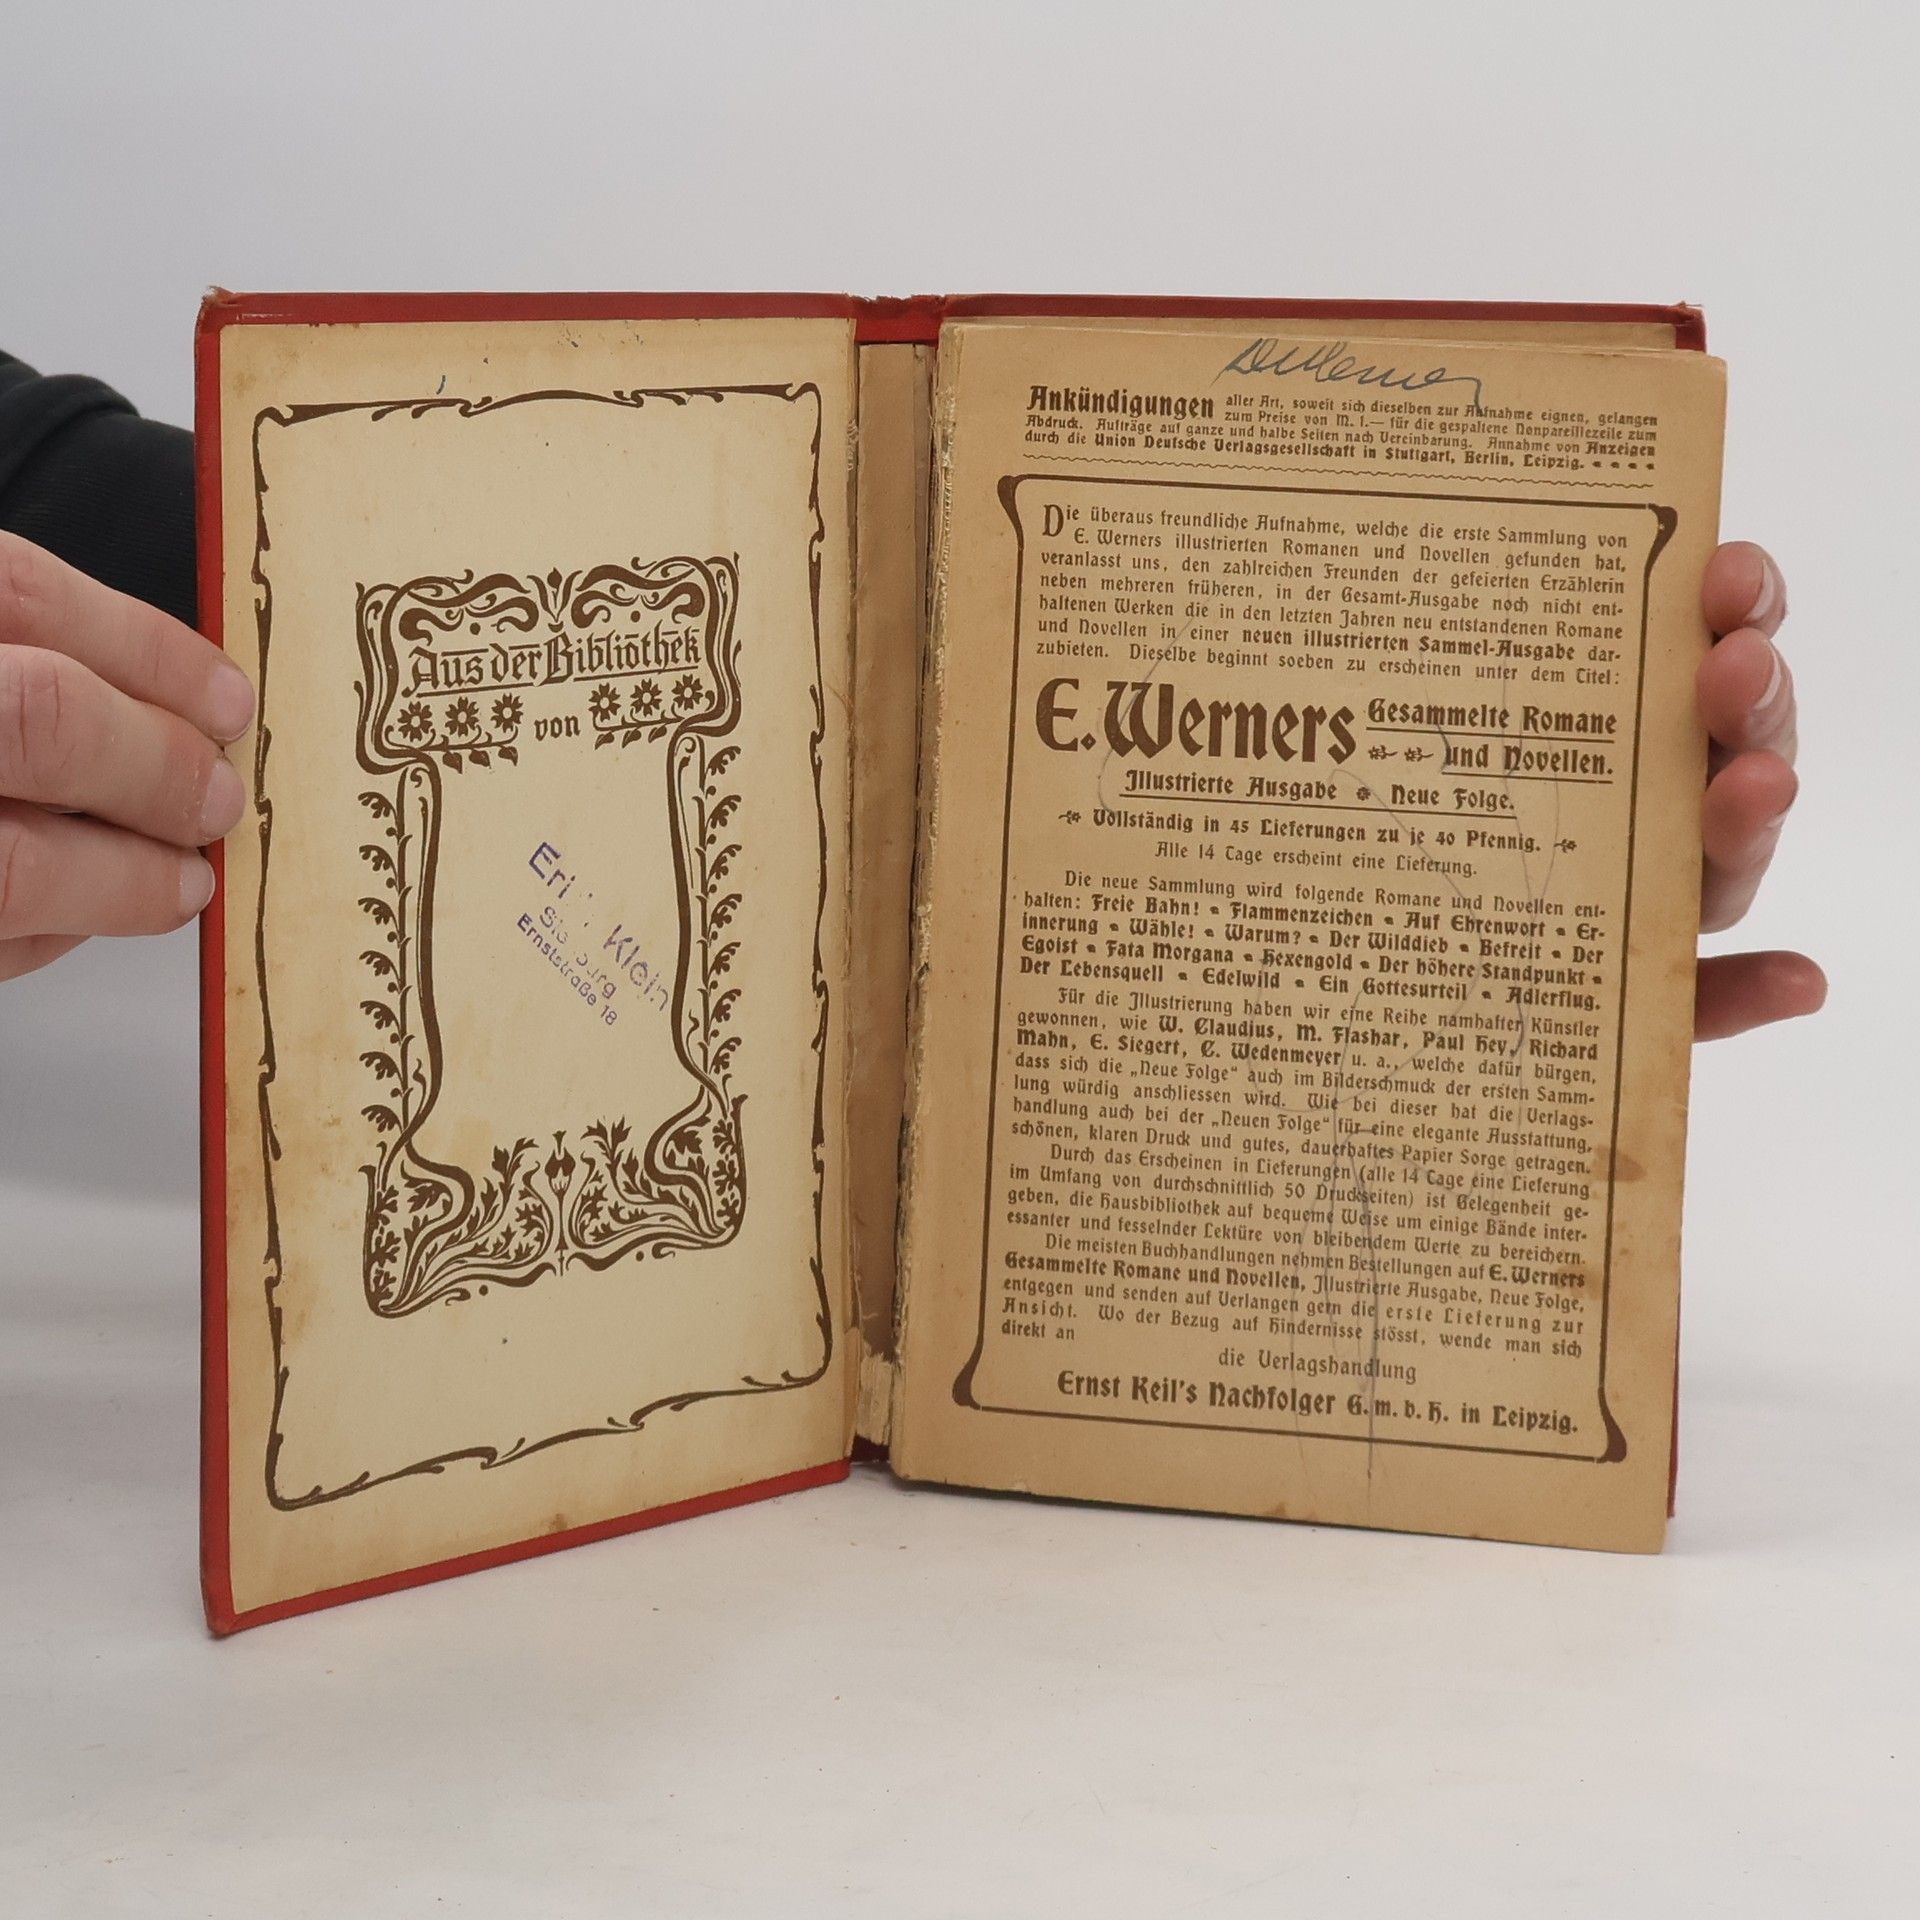 Aus der Bibliothek
von
Klein
Ernststraße 18
Ankündigungen aller Art, soweit sich dieselben zur Aufnahme eignen, gelangen
zum Preise von M. 1.— für die gespaltene Nonpareillezeile zum
Abdruck. Aufträge auf ganze und halbe Seiten nach Vereinbarung. Annahme von Anzeigen
durch die Union Deutsche Verlagsgesellschaft in Stuttgart, Berlin, Leipzig.
Die überaus freundliche Aufnahme, welche die erste Sammlung von
E. Werners illustrierten Romanen und Novellen gefunden hat,
veranlasst uns, den zahlreichen Freunden der gefeierten Erzählerin
neben mehreren früheren, in der Gesamt-Ausgabe noch nicht ent-
haltenen Werken die in den letzten Jahren neu entstandenen Romane
und Novellen in einer neuen illustrierten Sammel-Ausgabe dar-
zubieten. Dieselbe beginnt soeben zu erscheinen unter dem Titel:
E. Werners Gesammelte Romane
und Novellen.
Illustrierte Ausgabe Neue Folge.
Vollständig in 45 Lieferungen zu je 40 Pfennig.
Alle 14 Tage erscheint eine Lieferung.
Die neue Sammlung wird folgende Romane und Novellen ent-
halten: Freie Bahn! • Flammenzeichen • Auf Ehrenwort • Er-
innerung • Wähle! • Warum? • Der Wilddieb • Befreit • Der
Egoist • Fata Morgana • Hexengold • Der höhere Standpunkt •
Der Lebensquell • Edelwild • Ein Gottesurteil • Adlerflug.
Für die Illustrierung haben wir eine Reihe namhafter Künstler
gewonnen, wie W. Claudius, M. Flashar, Paul Hey, Richard
Mahn, E. Siegert, C. Wedenmeyer u. a., welche dafür bürgen,
dass sich die „Neue Folge“ auch im Bilderschmuck der ersten Samm-
lung würdig anschliessen wird. Wie bei dieser hat die Verlags-
handlung auch bei der „Neuen Folge“ für eine elegante Ausstattung,
schönen, klaren Druck und gutes, dauerhaftes Papier Sorge getragen.
Durch das Erscheinen in Lieferungen (alle 14 Tage eine Lieferung
im Umfang von durchschnittlich 50 Druckseiten) ist Gelegenheit ge-
geben, die Hausbibliothek auf bequeme Weise um einige Bände inter-
essanter und fesselnder Lektüre von bleibendem Werte zu bereichern.
Die meisten Buchhandlungen nehmen Bestellungen auf E. Werners
Gesammelte Romane und Novellen, Illustrierte Ausgabe, Neue Folge,
entgegen und senden auf Verlangen gern die erste Lieferung zur
Ansicht. Wo der Bezug auf Hindernisse stösst, wende man sich
direkt an
die Verlagshandlung
Ernst Keil's Nachfolger G. m. b. H. in Leipzig.